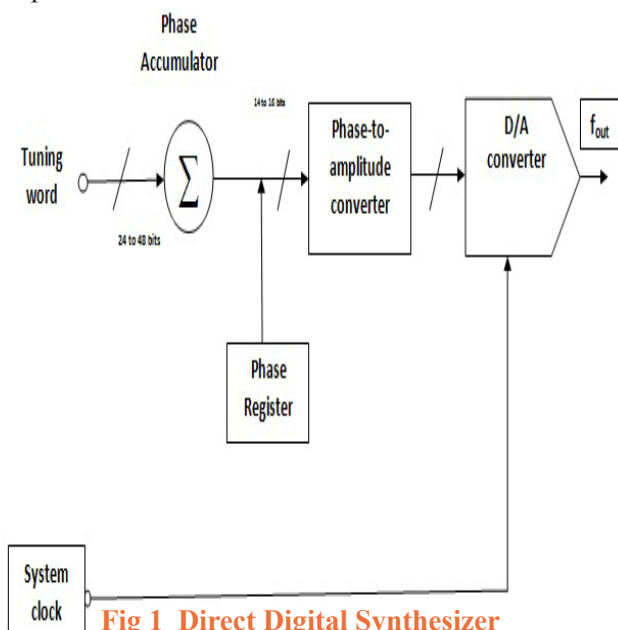 Phase
Accumulator
14 to 16 bits
Tuning
word
24 to 48 bits
Σ
Phase-to-
amplitude
converter
D/A
converter
fout
Phase
Register
System
clock
Fig 1 Direct Digital Synthesizer